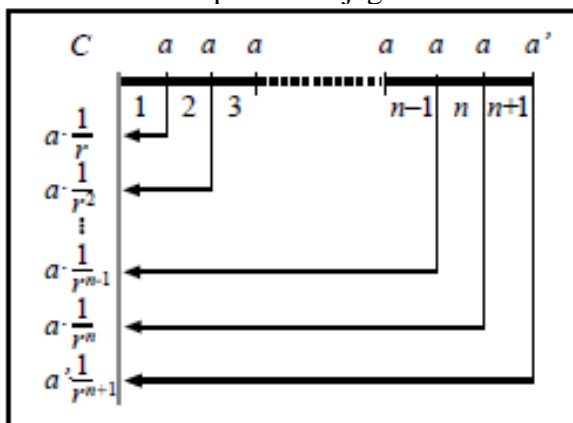 C a a a a a a a'
1 2 3 n–1 n n+1
a· 1/r
a· 1/r²
⋮
a· 1/rⁿ⁻¹
a· 1/rⁿ
a'· 1/rⁿ⁺¹